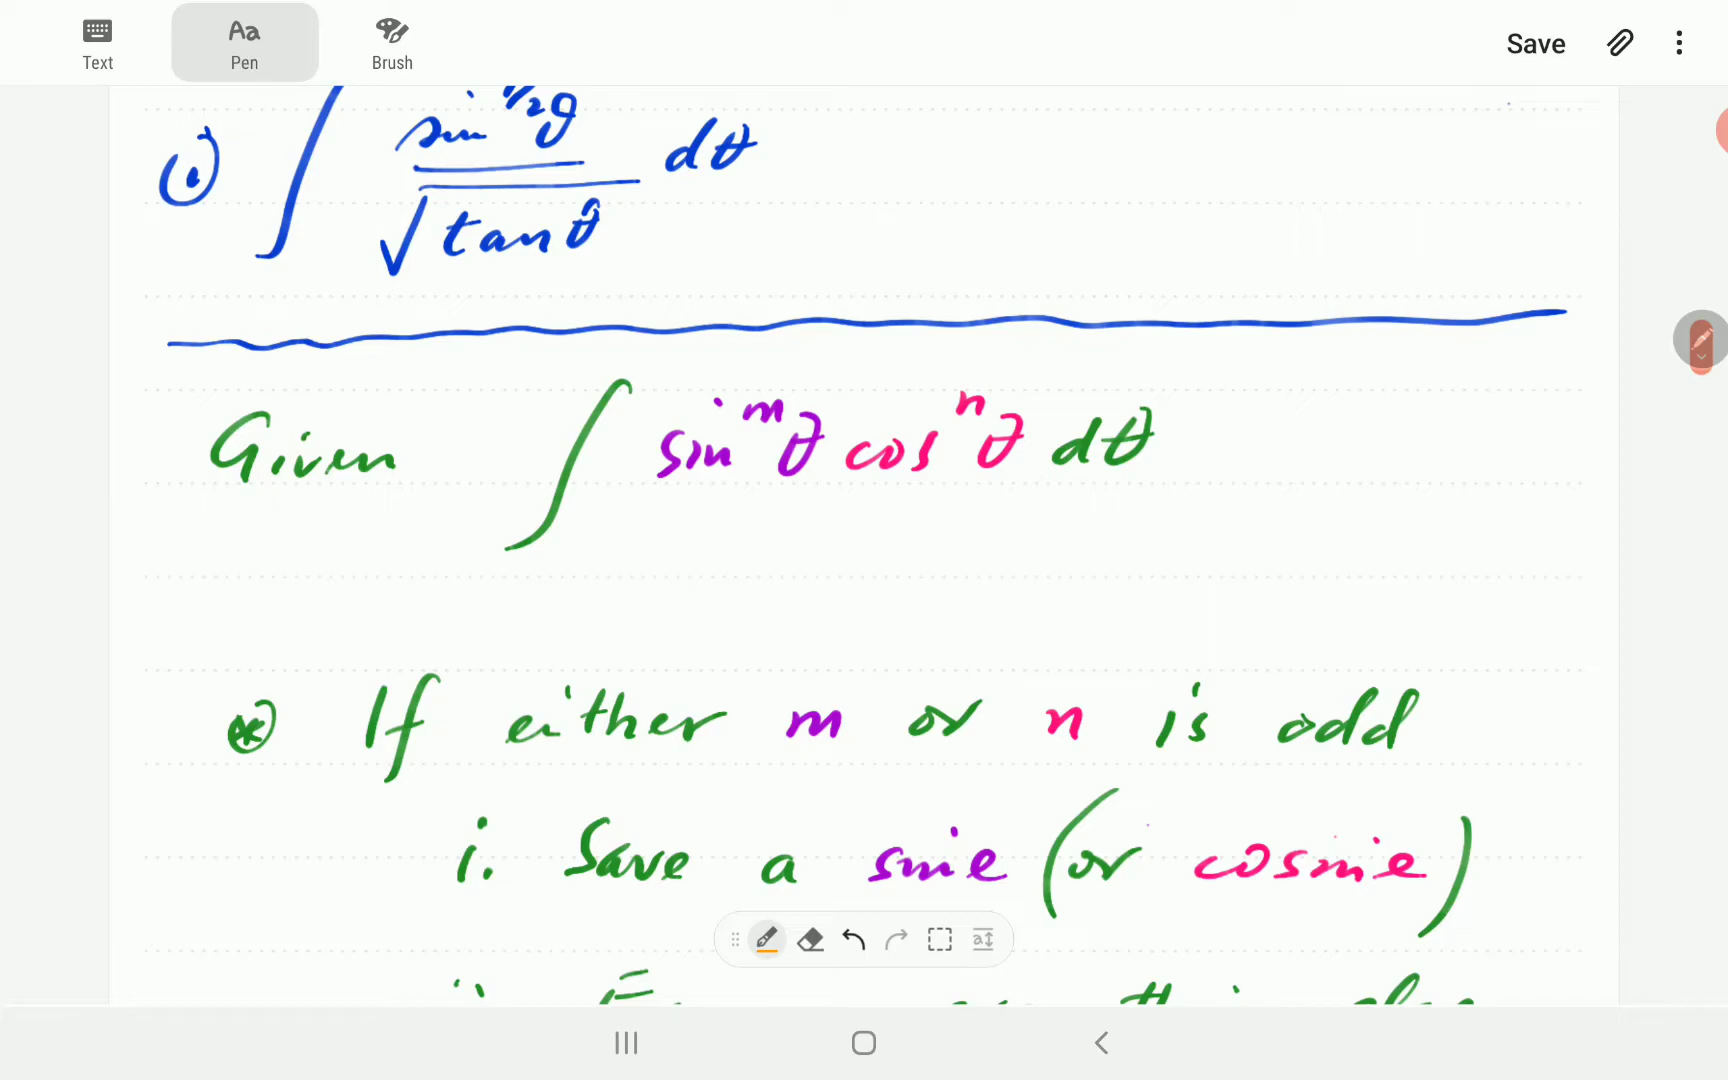 Text Pen Brush Save
① ∫ sin^{1/2}θ / √tanθ dθ
Given ∫ sin^m θ cos^n θ dθ
⊛ If either m or n is odd
i. Save a sine (or cosine)